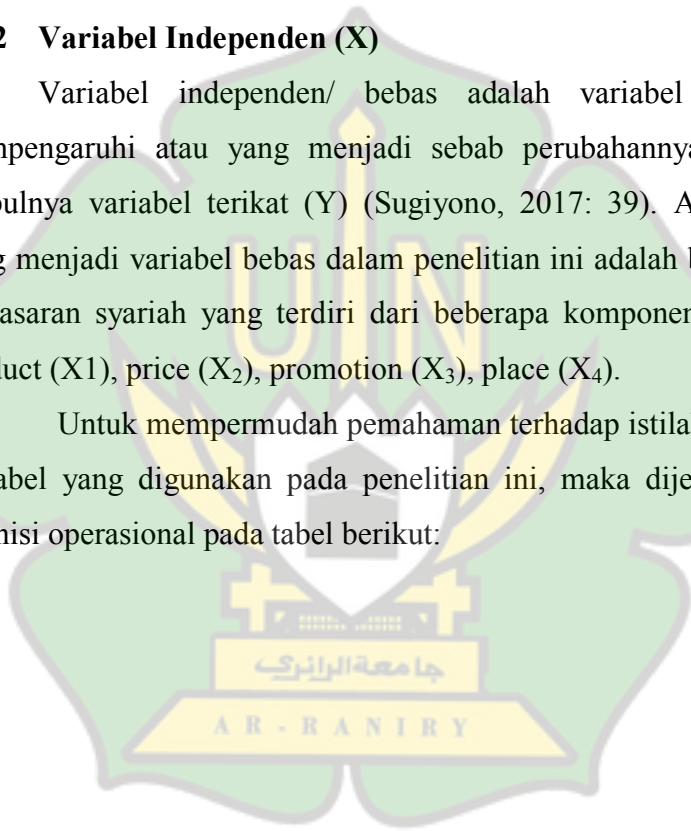 2 Variabel Independen (X)
Variabel independen/ bebas adalah variabel
npengaruhi atau yang menjadi sebab perubahannya
bulnya variabel terikat (Y) (Sugiyono, 2017: 39). A
g menjadi variabel bebas dalam penelitian ini adalah b
asaran syariah yang terdiri dari beberapa komponen
duct (X1), price (X₂), promotion (X₃), place (X₄).
Untuk mempermudah pemahaman terhadap istila
abel yang digunakan pada penelitian ini, maka dije
nisi operasional pada tabel berikut:
UIN
جامعة الرانري
AR-RANIRY